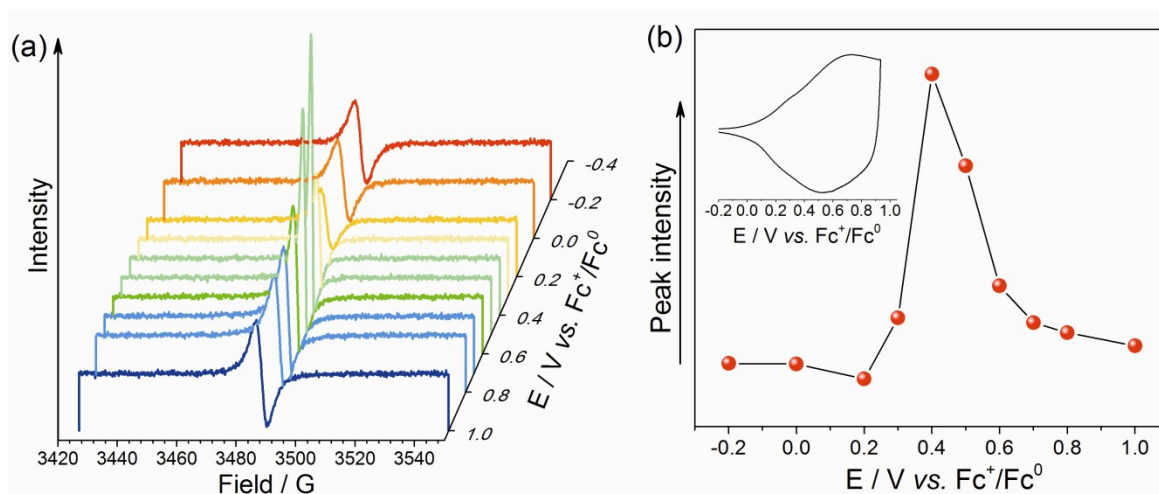 (a)
Intensity
3420 3440 3460 3480 3500 3520 3540
Field / G
-0.4
-0.2
0.0
0.2
0.4
0.6
0.8
1.0
E / V vs. Fc⁺/Fc⁰
(b)
Peak intensity
-0.2 0.0 0.2 0.4 0.6 0.8 1.0
E / V vs. Fc⁺/Fc⁰
-0.2 0.0 0.2 0.4 0.6 0.8 1.0
E / V vs. Fc⁺/Fc⁰